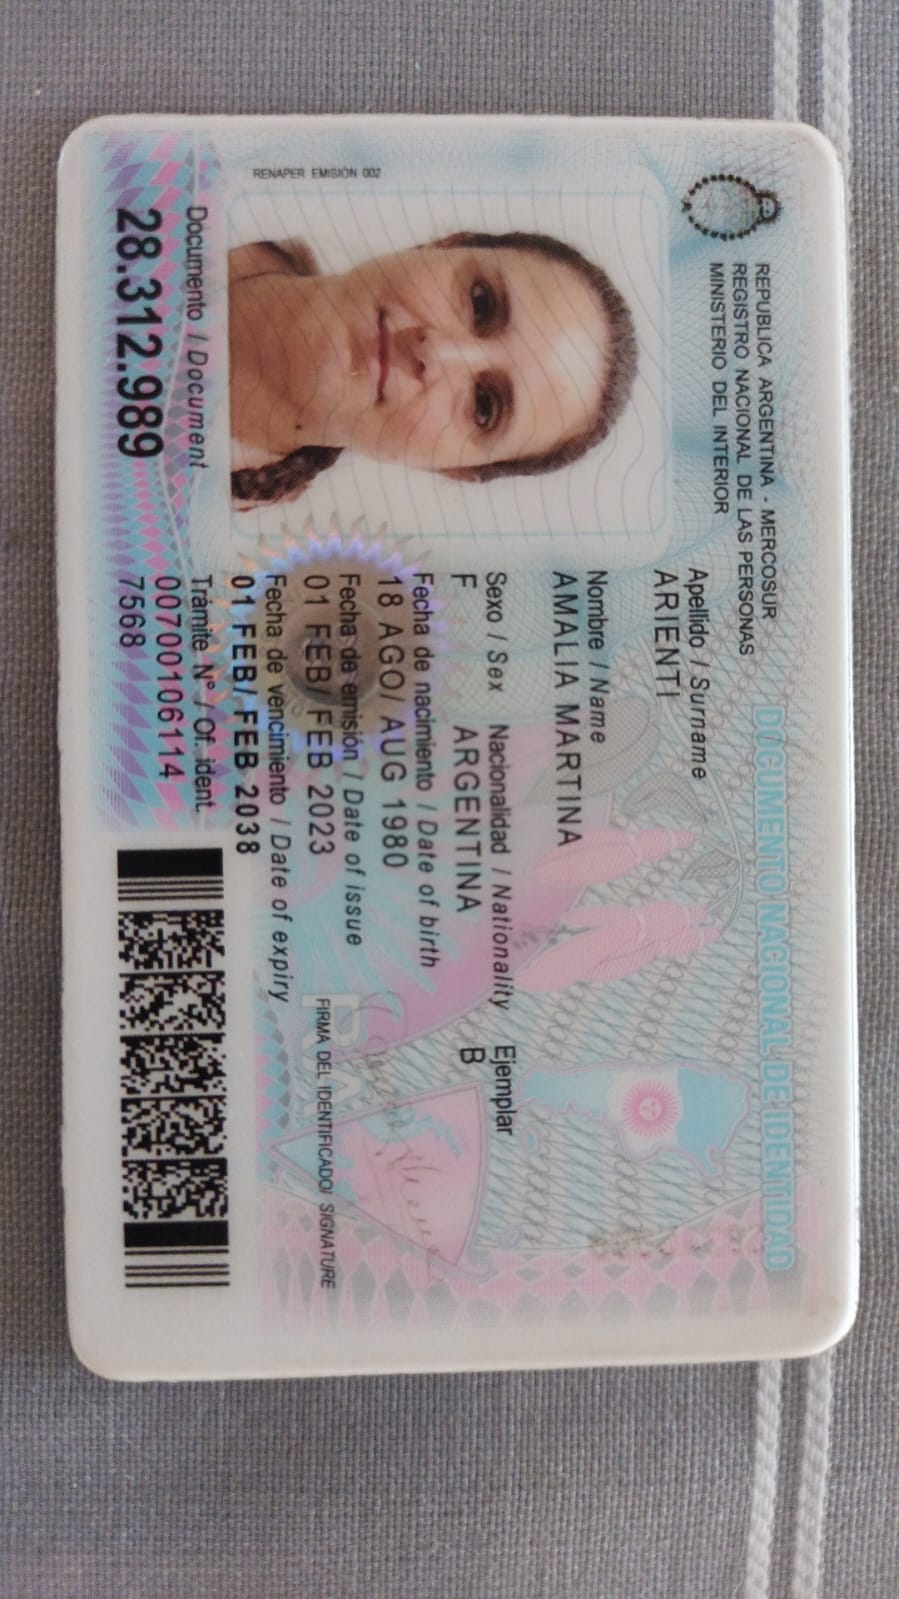 REPUBLICA ARGENTINA - MERCOSUR
REGISTRO NACIONAL DE LAS PERSONAS
MINISTERIO DEL INTERIOR
DOCUMENTO NACIONAL DE IDENTIDAD
Apellido / Surname
ARIENTI
Nombre / Name
AMALIA MARTINA
Sexo / Sex Nacionalidad / Nationality Ejemplar
F ARGENTINA B
Fecha de nacimiento / Date of birth
18 AGO/ AUG 1980
Fecha de emisión / Date of issue
01 FEB/ FEB 2023
Fecha de vencimiento / Date of expiry
01 FEB/ FEB 2038
FIRMA DEL IDENTIFICADO/ SIGNATURE
RENAPER EMISIÓN 002
Documento / Document
28.312.989
Trámite N° / Of. ident.
00700106114
7568
RA